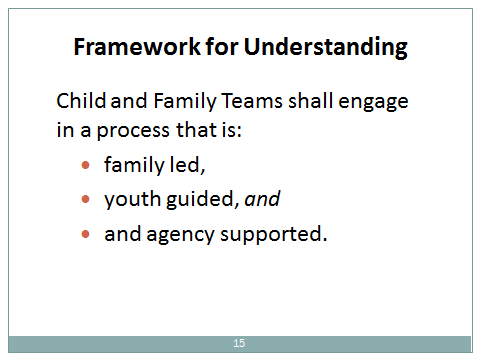 Framework for Understanding
Child and Family Teams shall engage
in a process that is:
• family led,
• youth guided, and
• and agency supported.
15